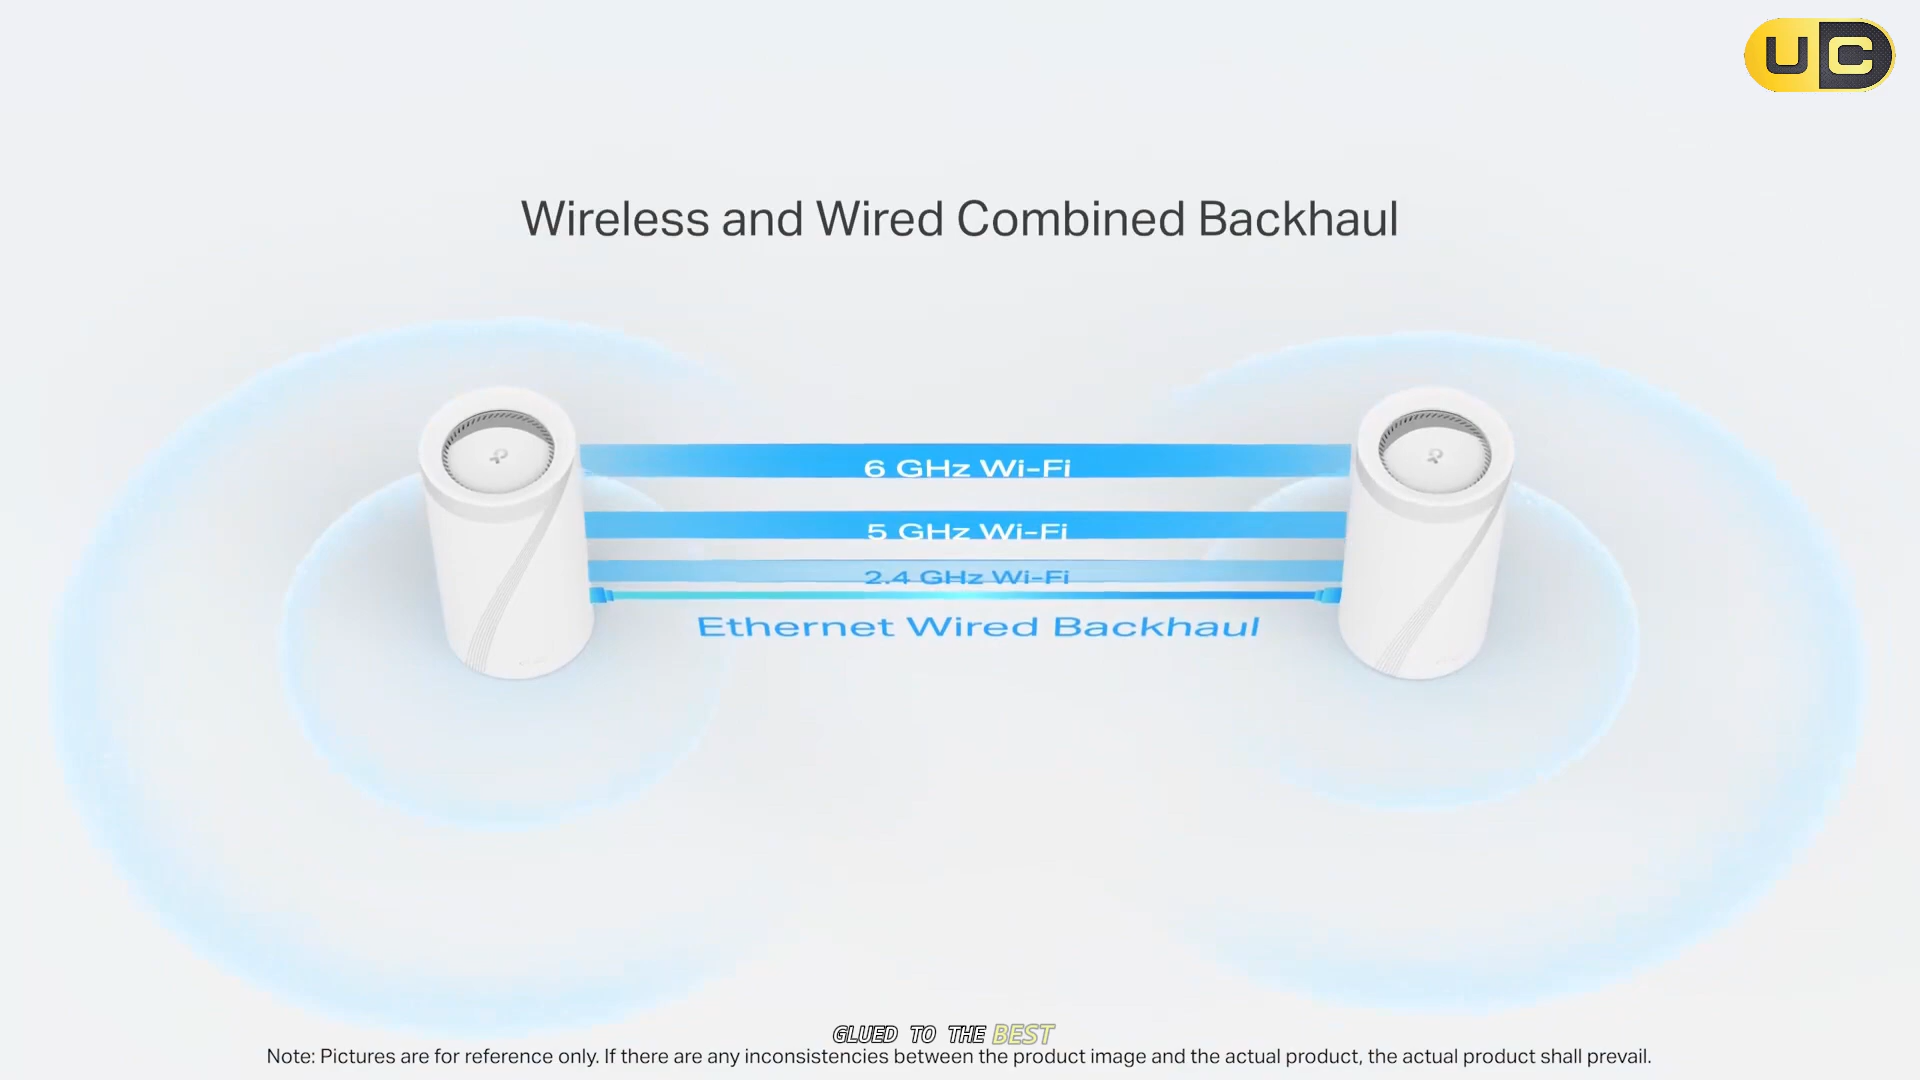 UC
Wireless and Wired Combined Backhaul
6 GHz Wi-Fi
5 GHz Wi-Fi
2.4 GHz Wi-Fi
Ethernet Wired Backhaul
GLUED TO THE BEST
Note: Pictures are for reference only. If there are any inconsistencies between the product image and the actual product, the actual product shall prevail.